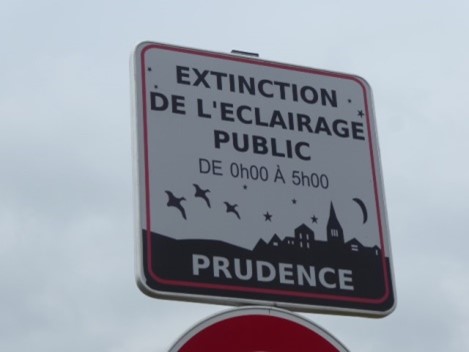 EXTINCTION
DE L'ECLAIRAGE
PUBLIC
DE 0h00 À 5h00
PRUDENCE